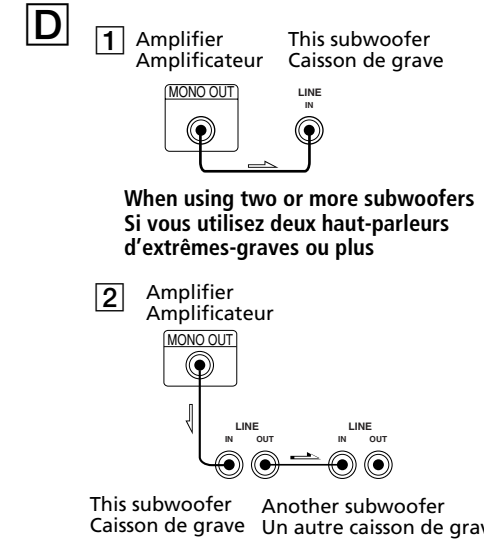 D
1 Amplifier This subwoofer
Amplificateur Caisson de grave
MONO OUT LINE
IN
When using two or more subwoofers
Si vous utilisez deux haut-parleurs
d'extrêmes-graves ou plus
2 Amplifier
Amplificateur
MONO OUT
LINE LINE
IN OUT IN OUT
This subwoofer Another subwoofer
Caisson de grave Un autre caisson de grav